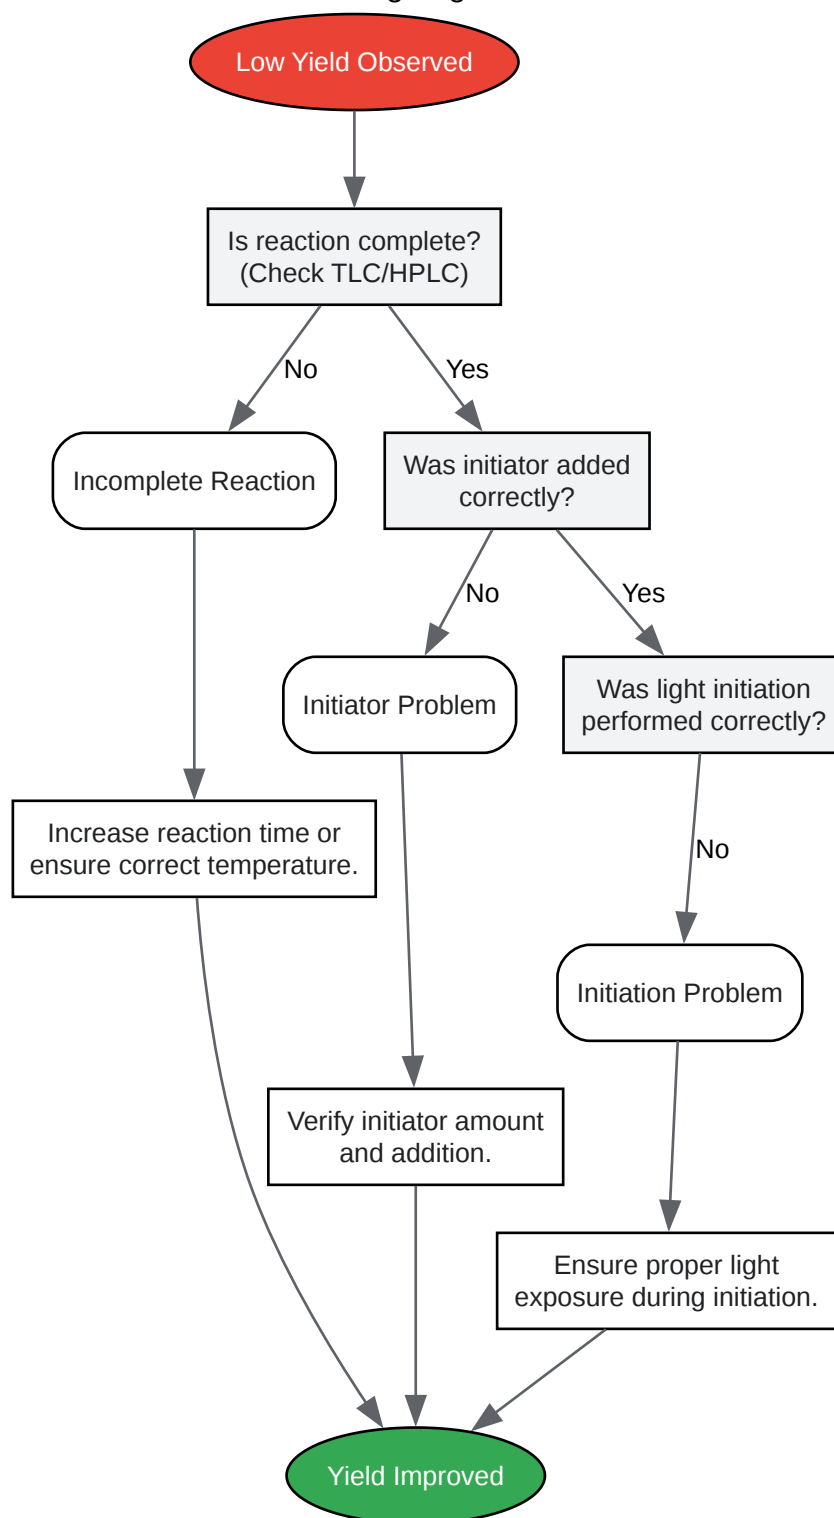 Low Yield Observed
Is reaction complete?
(Check TLC/HPLC)
No
Yes
Incomplete Reaction
Was initiator added
correctly?
No
Yes
Initiator Problem
Was light initiation
performed correctly?
Increase reaction time or
ensure correct temperature.
No
Initiation Problem
Verify initiator amount
and addition.
Ensure proper light
exposure during initiation.
Yield Improved